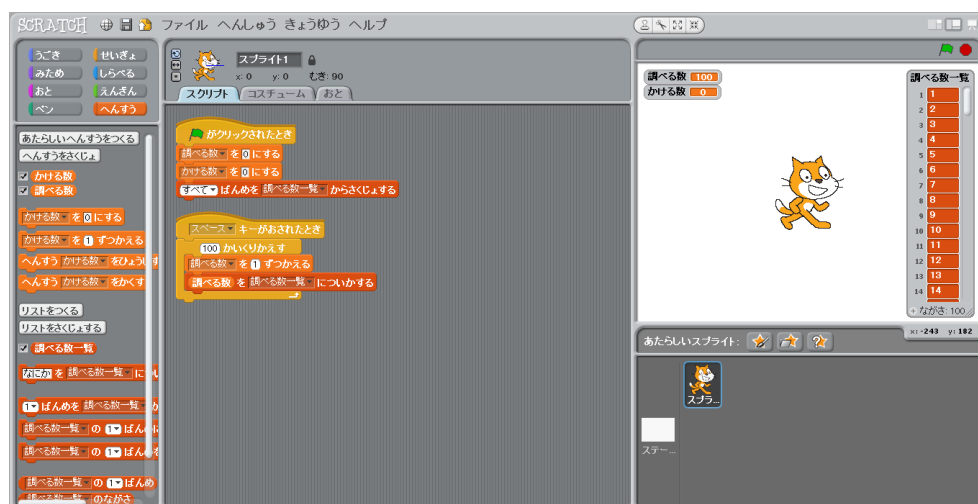 SCRATCH ファイル へんしゅう きょうゆう ヘルプ
うごき せいぎょ
みため しらべる
おと えんざん
ペン へんすう
スプライト1
x: 0 y: 0 むき: 90
スクリプト コスチューム おと
あたらしいへんすうをつくる
へんすうをさくじょ
かける数
調べる数
かける数 を 0 にする
かける数 を 1 ずつかえる
へんすう かける数 をひょうじす
へんすう かける数 をかくす
リストをつくる
リストをさくじょする
調べる数一覧
なにか を 調べる数一覧 につい
1 ばんめを 調べる数一覧 か
調べる数一覧 の 1 ばんめに
調べる数一覧 の 1 ばんめを
調べる数一覧 の 1 ばんめ
調べる数一覧 のながさ
がクリックされたとき
調べる数 を 0 にする
かける数 を 0 にする
すべて ばんめを 調べる数一覧 からさくじょする
スペース キーがおされたとき
100 かいくりかえす
調べる数 を 1 ずつかえる
調べる数 を 調べる数一覧 についかする
調べる数 100
かける数 0
調べる数一覧
1 1
2 2
3 3
4 4
5 5
6 6
7 7
8 8
9 9
10 10
11 11
12 12
13 13
14 14
+ ながさ: 100
x: -243 y: 182
あたらしいスプライト:
スプラ...
ステー...